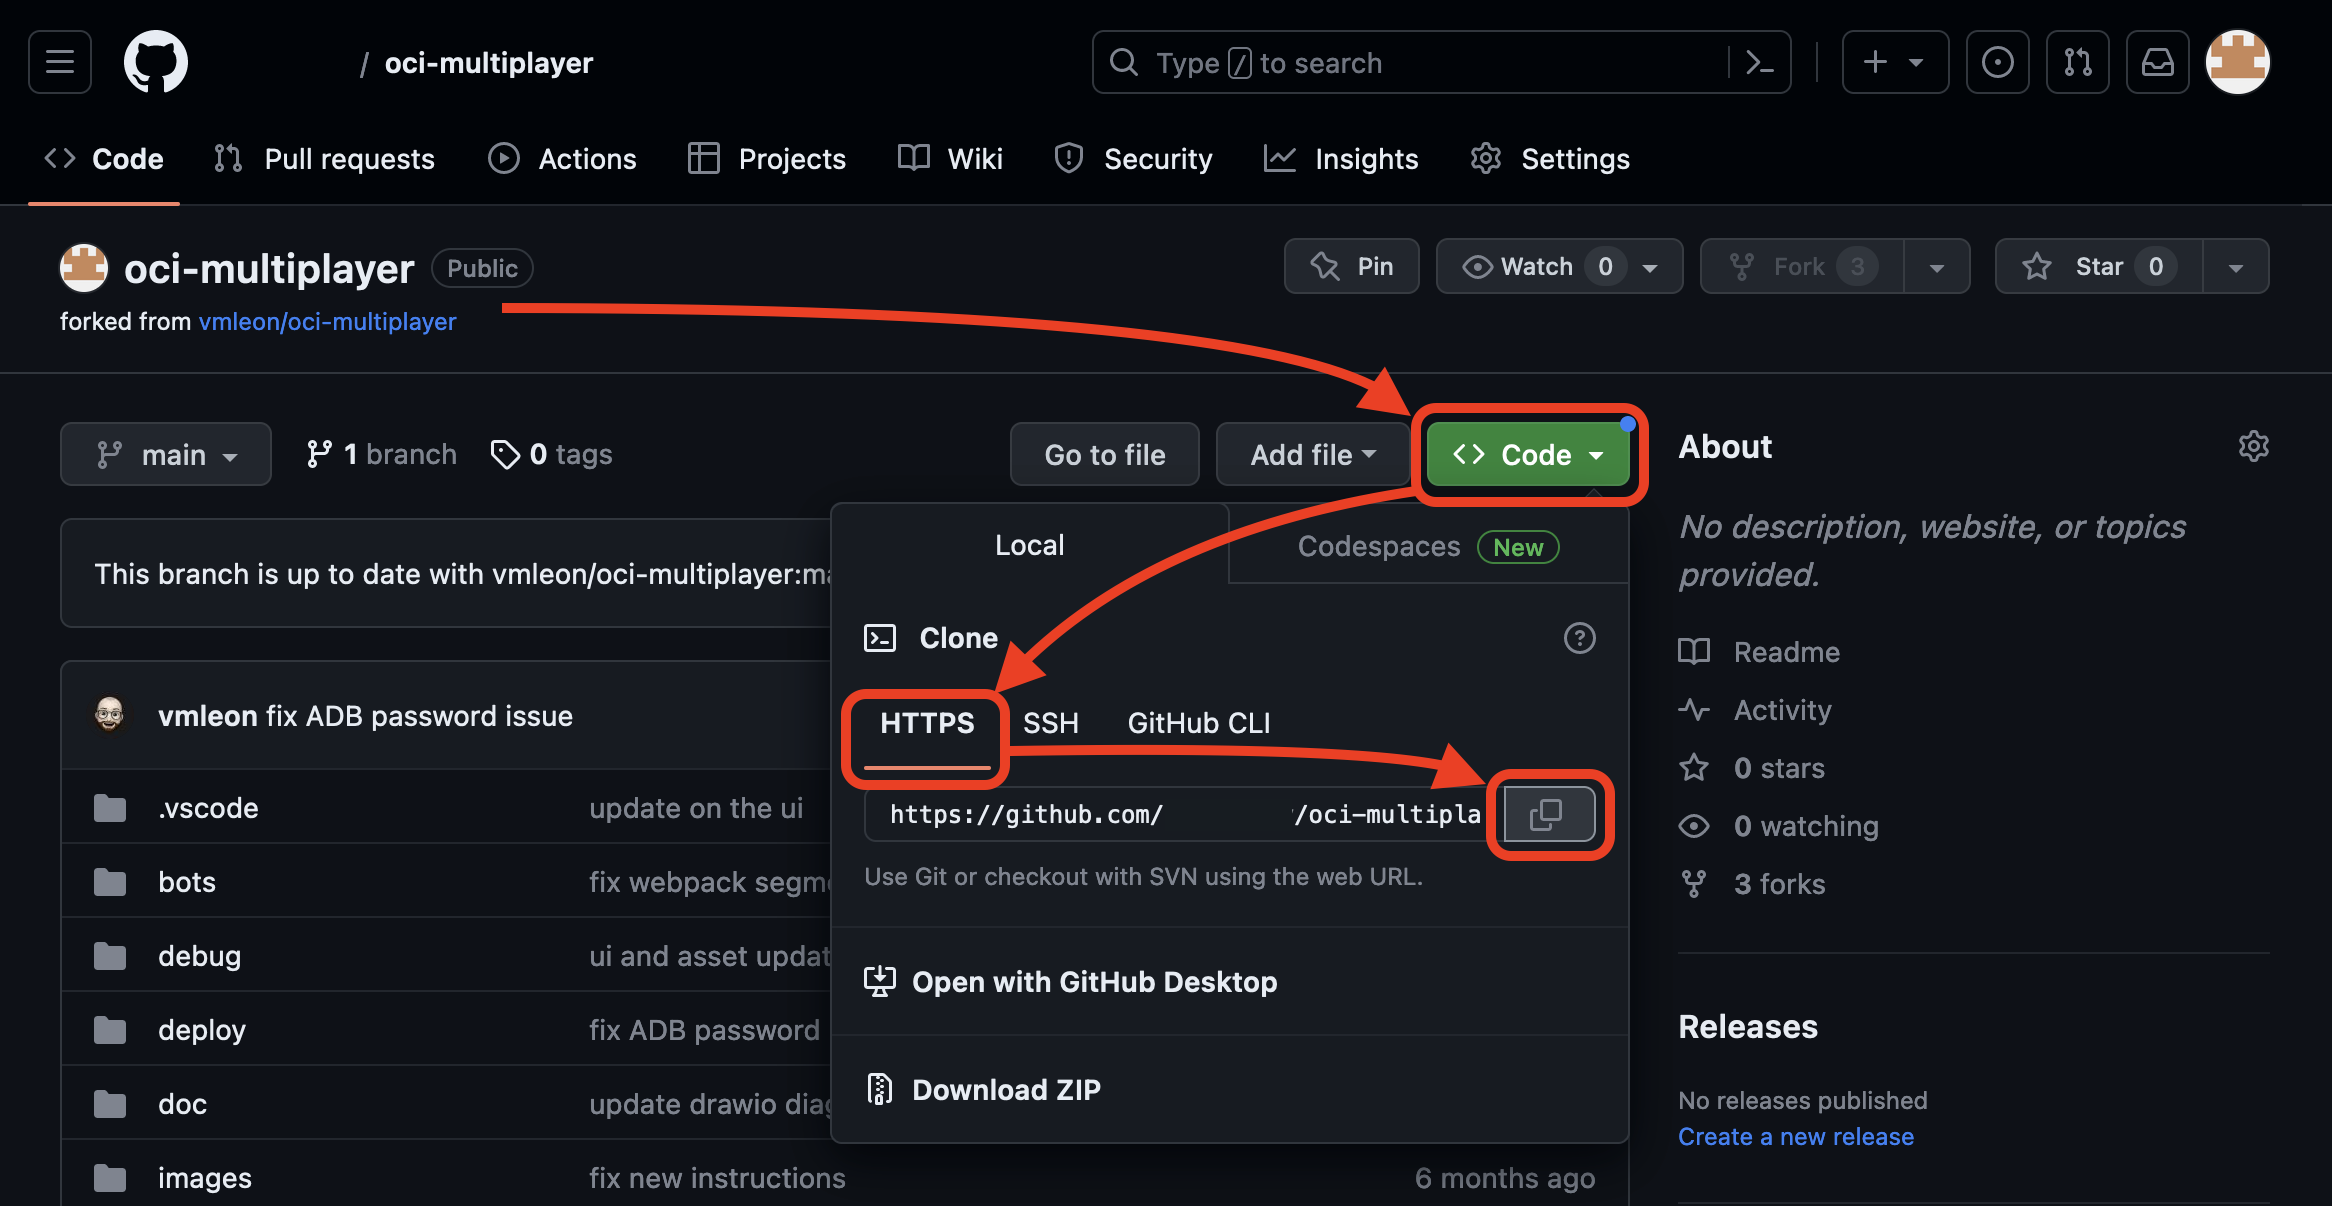 / oci-multiplayer
Type / to search
Code
Pull requests
Actions
Projects
Wiki
Security
Insights
Settings
oci-multiplayer Public
forked from vmleon/oci-multiplayer
Pin
Watch 0
Fork 3
Star 0
main
1 branch
0 tags
Go to file
Add file
Code
This branch is up to date with vmleon/oci-multiplayer:ma
vmleon fix ADB password issue
.vscode update on the ui
bots fix webpack segm
debug ui and asset updat
deploy fix ADB password
doc update drawio dia
images fix new instructions 6 months ago
Local
Codespaces New
Clone
HTTPS
SSH
GitHub CLI
https://github.com/ /oci-multipla
Use Git or checkout with SVN using the web URL.
Open with GitHub Desktop
Download ZIP
About
No description, website, or topics
provided.
Readme
Activity
0 stars
0 watching
3 forks
Releases
No releases published
Create a new release